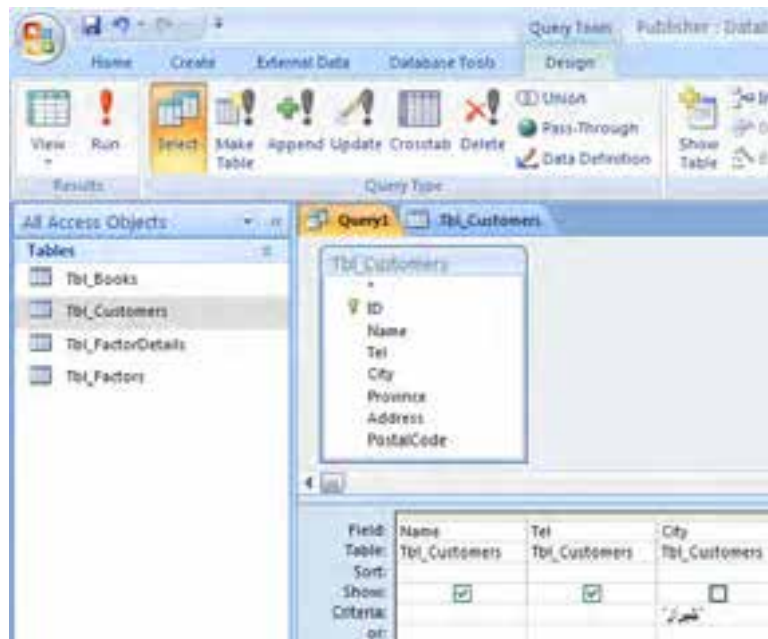 Query Tools Publisher : Datab
Home Create External Data Database Tools Design
View Run Select Make Table Append Update Crosstab Delete
Union
Pass-Through
Data Definition
Show Table
Results Query Type
All Access Objects
Query1 Tbl_Customers
Tables
Tbl_Books
Tbl_Customers
Tbl_FactorDetails
Tbl_Factors
Tbl_Customers
*
ID
Name
Tel
City
Province
Address
PostalCode
Field: Name Tel City
Table: Tbl_Customers Tbl_Customers Tbl_Customers
Sort:
Show:
Criteria: "شیراز"
or: